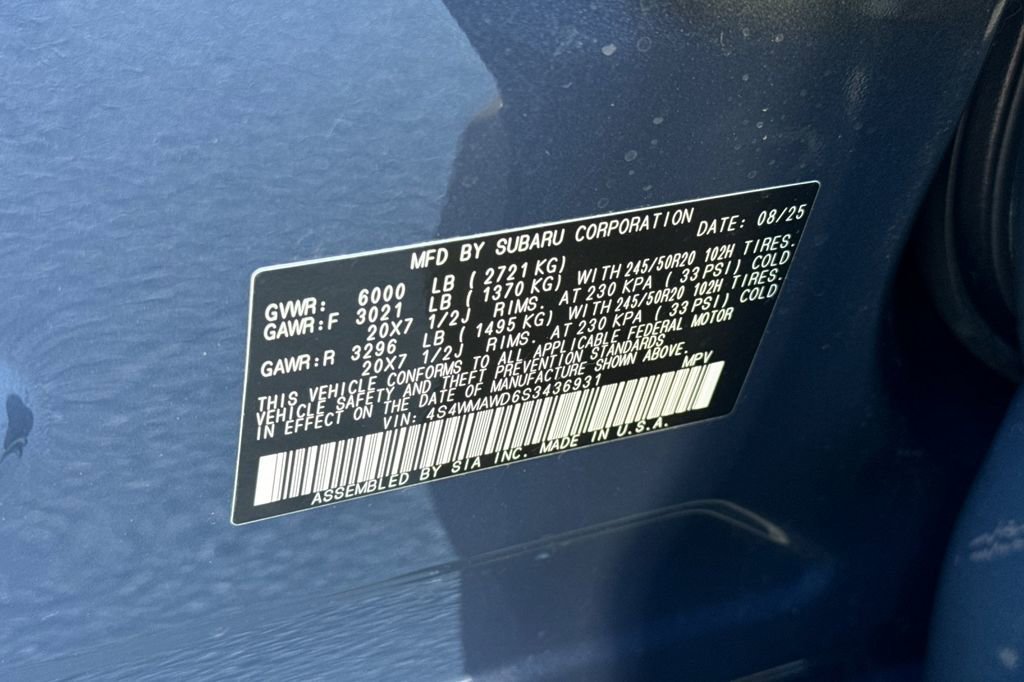 MFD BY SUBARU CORPORATION DATE: 08/25
GVWR: 6000 LB (2721 KG)
GAWR:F 3021 LB (1370 KG) WITH 245/50R20 102H TIRES.
20X7 1/2J RIMS. AT 230 KPA (33 PSI) COLD
GAWR:R 3296 LB (1495 KG) WITH 245/50R20 102H TIRES.
20X7 1/2J RIMS. AT 230 KPA (33 PSI) COLD
THIS VEHICLE CONFORMS TO ALL APPLICABLE FEDERAL MOTOR
VEHICLE SAFETY AND THEFT PREVENTION STANDARDS
IN EFFECT ON THE DATE OF MANUFACTURE SHOWN ABOVE.
VIN: 4S4WMAWD6S3436931 MPV
ASSEMBLED BY SIA INC. MADE IN U.S.A.